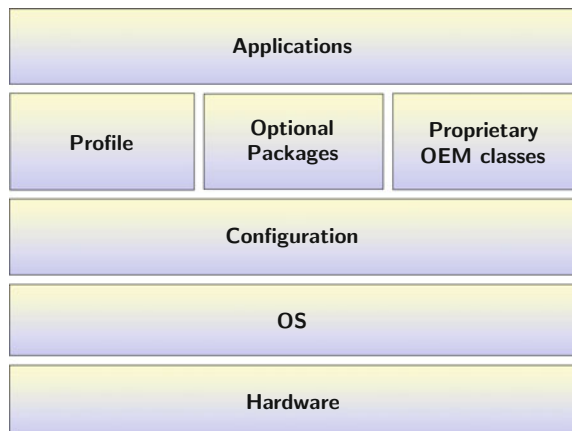 Applications
Profile
Optional
Packages
Proprietary
OEM classes
Configuration
OS
Hardware